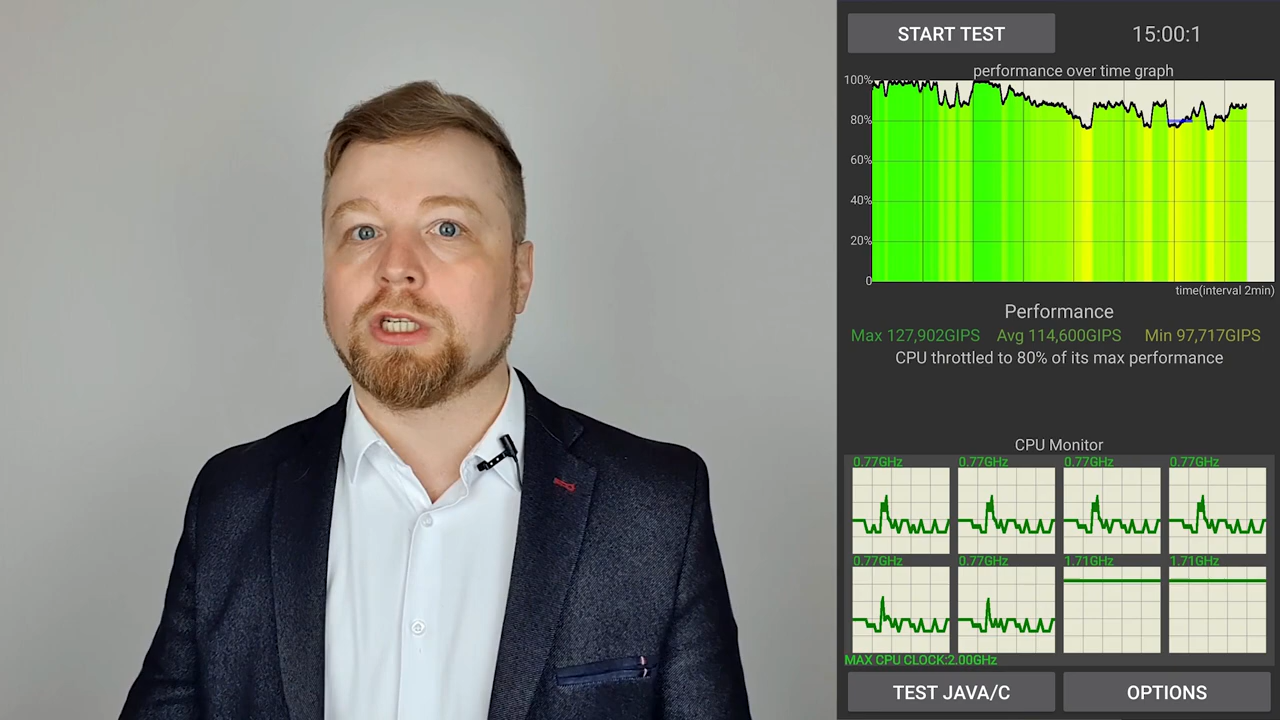 START TEST 15:00:1
performance over time graph
100%
80%
60%
40%
20%
0
time(interval 2min)
Performance
Max 127,902GIPS Avg 114,600GIPS Min 97,717GIPS
CPU throttled to 80% of its max performance
CPU Monitor
0.77GHz 0.77GHz 0.77GHz 0.77GHz
0.77GHz 0.77GHz 1.71GHz 1.71GHz
MAX CPU CLOCK:2.00GHz
TEST JAVA/C OPTIONS